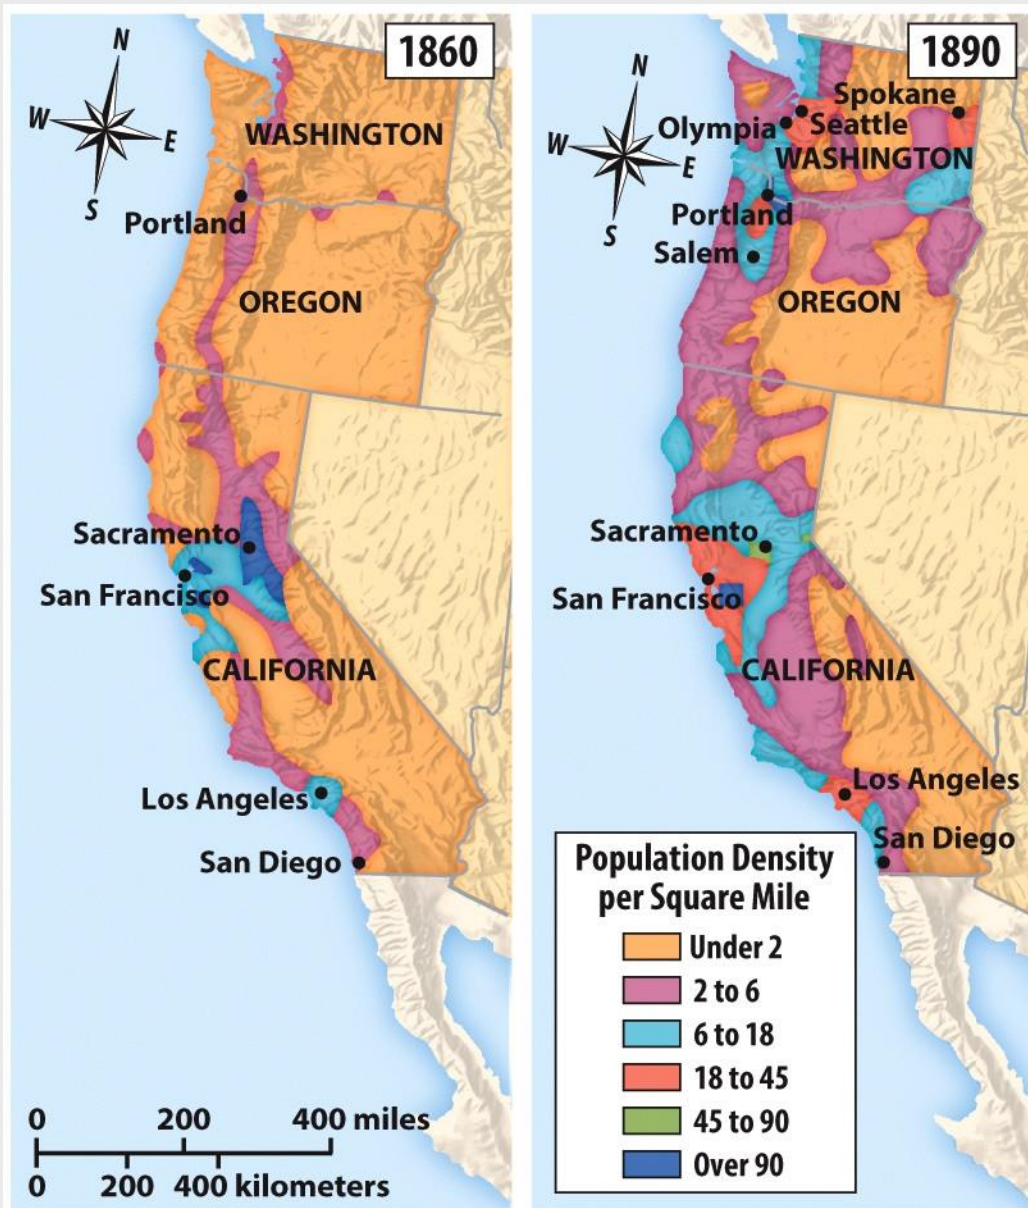 1860
N
W
E
S
WASHINGTON
Portland
OREGON
Sacramento
San Francisco
CALIFORNIA
Los Angeles
San Diego
0 200 400 miles
0 200 400 kilometers
1890
N
W
E
S
Spokane
Olympia
Seattle
WASHINGTON
Portland
Salem
OREGON
Sacramento
San Francisco
CALIFORNIA
Los Angeles
San Diego
Population Density
per Square Mile
Under 2
2 to 6
6 to 18
18 to 45
45 to 90
Over 90